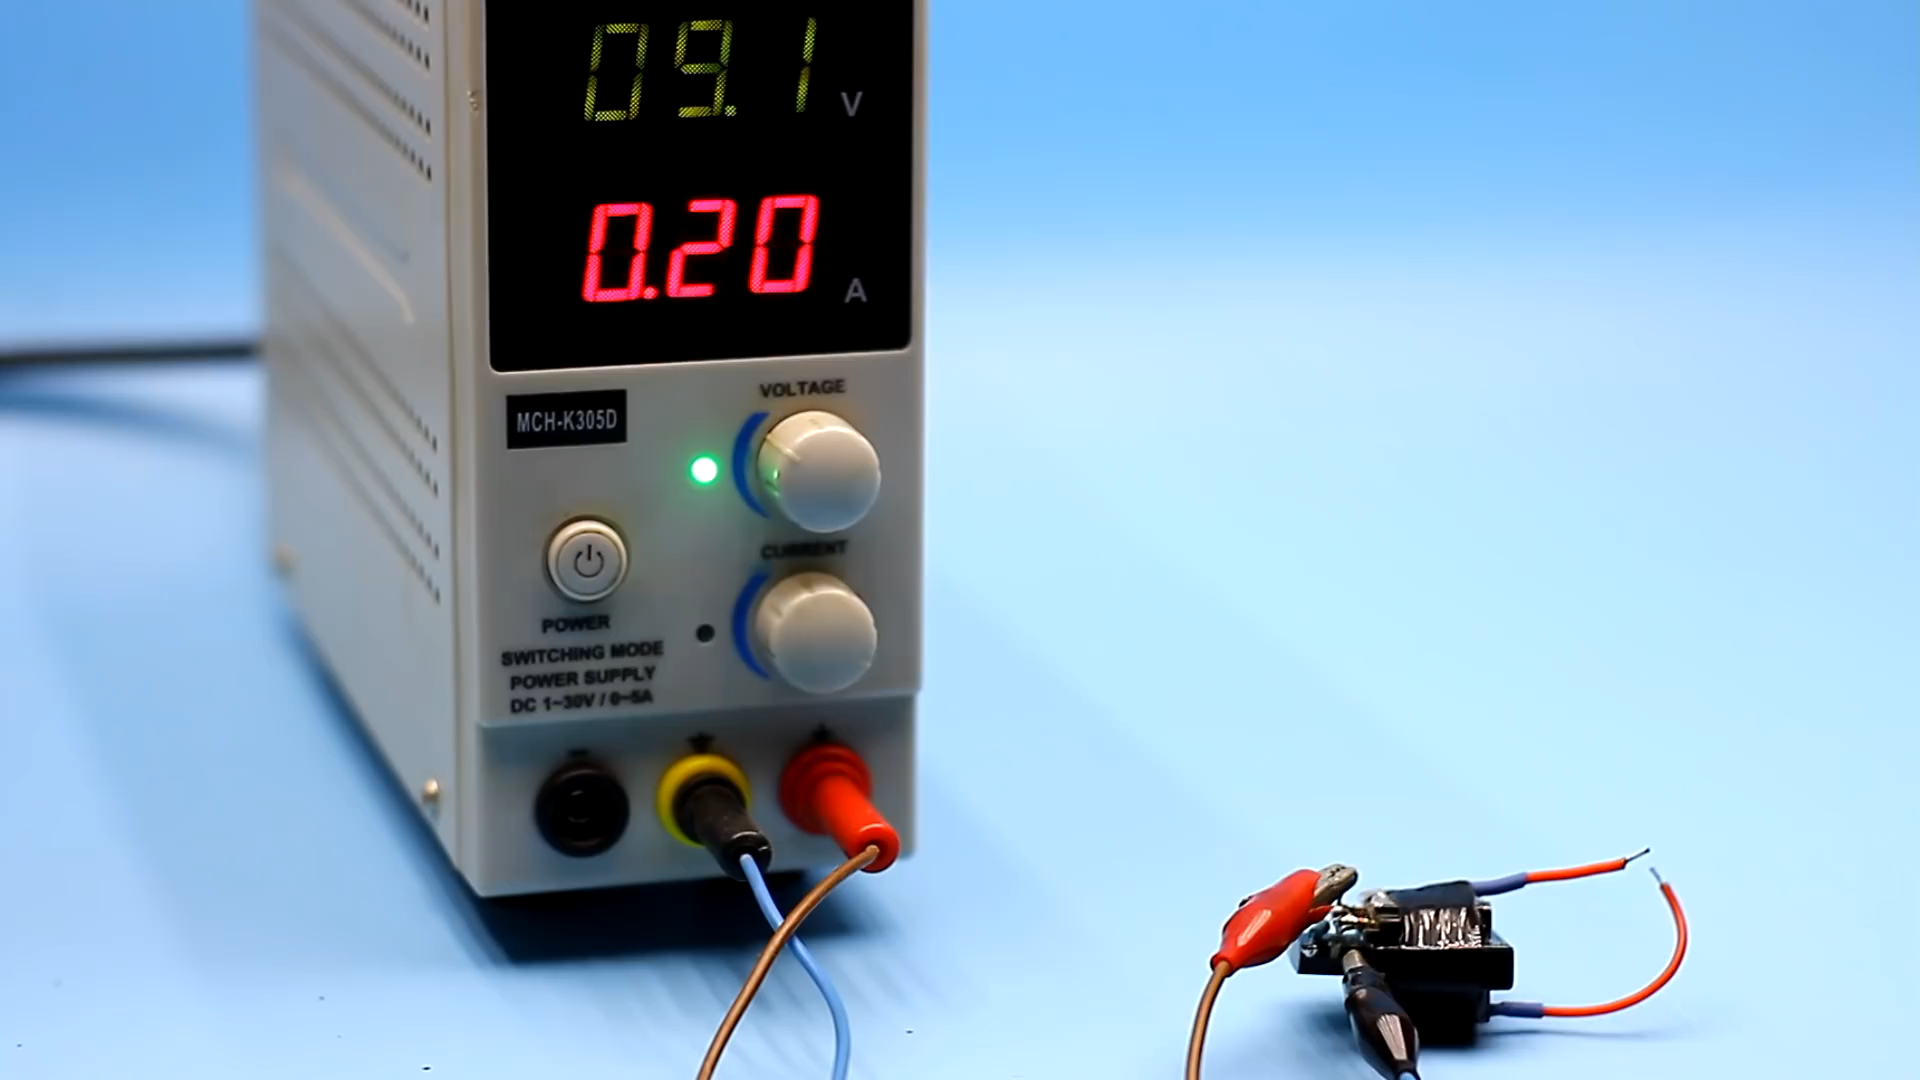 09.1 V
0.20 A
VOLTAGE
MCH-K305D
CURRENT
POWER
SWITCHING MODE
POWER SUPPLY
DC 1~30V / 0~5A